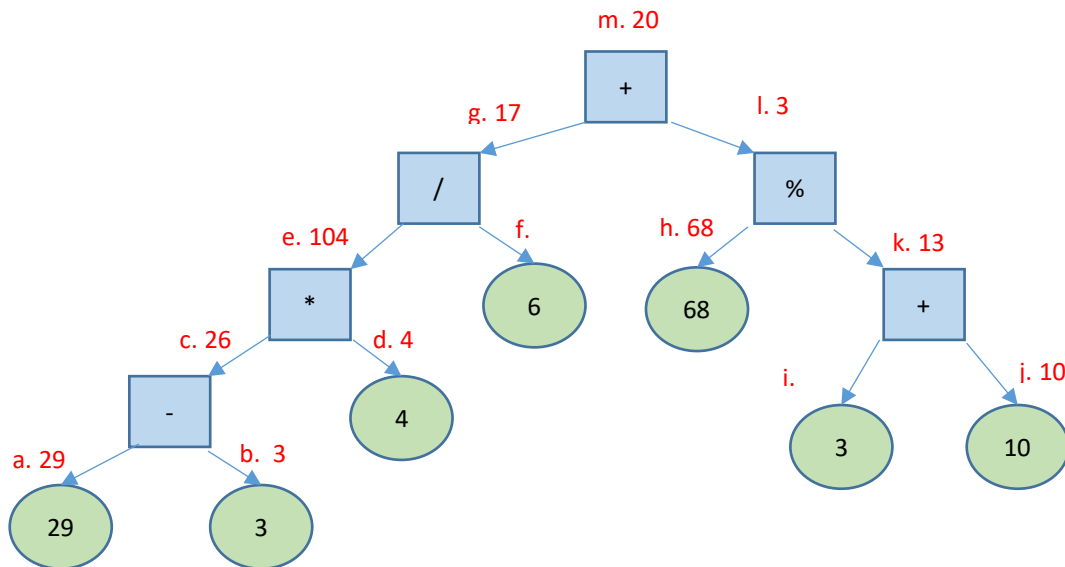 m. 20
+
g. 17
l. 3
/
%
e. 104
f.
h. 68
k. 13
*
6
68
+
c. 26
d. 4
i.
j. 10
-
4
3
10
a. 29
b. 3
29
3